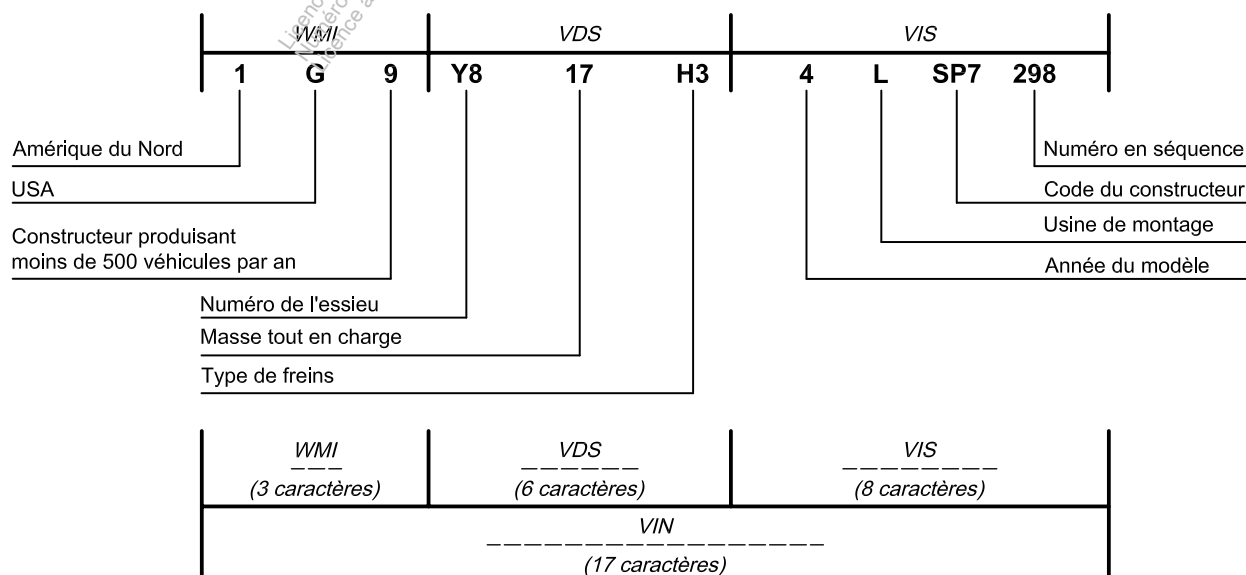 Licenc
Numéro
Licence a
WMI VDS VIS
1 G 9 Y8 17 H3 4 L SP7 298
Amérique du Nord
Numéro en séquence
USA
Code du constructeur
Constructeur produisant
moins de 500 véhicules par an
Usine de montage
Année du modèle
Numéro de l'essieu
Masse tout en charge
Type de freins
WMI VDS VIS
(3 caractères) (6 caractères) (8 caractères)
VIN
(17 caractères)